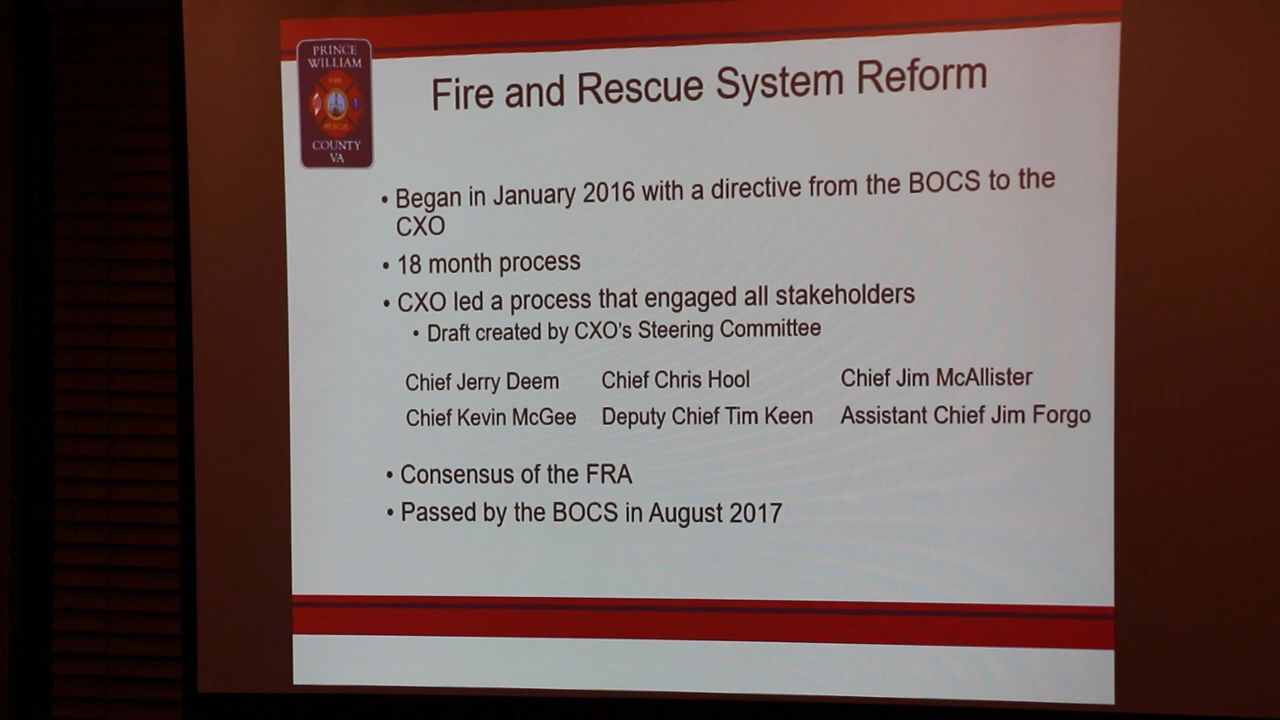 PRINCE
WILLIAM
FIRE
RESCUE
COUNTY
VA
Fire and Rescue System Reform
• Began in January 2016 with a directive from the BOCS to the
CXO
• 18 month process
• CXO led a process that engaged all stakeholders
• Draft created by CXO's Steering Committee
Chief Jerry Deem Chief Chris Hool Chief Jim McAllister
Chief Kevin McGee Deputy Chief Tim Keen Assistant Chief Jim Forgo
• Consensus of the FRA
• Passed by the BOCS in August 2017